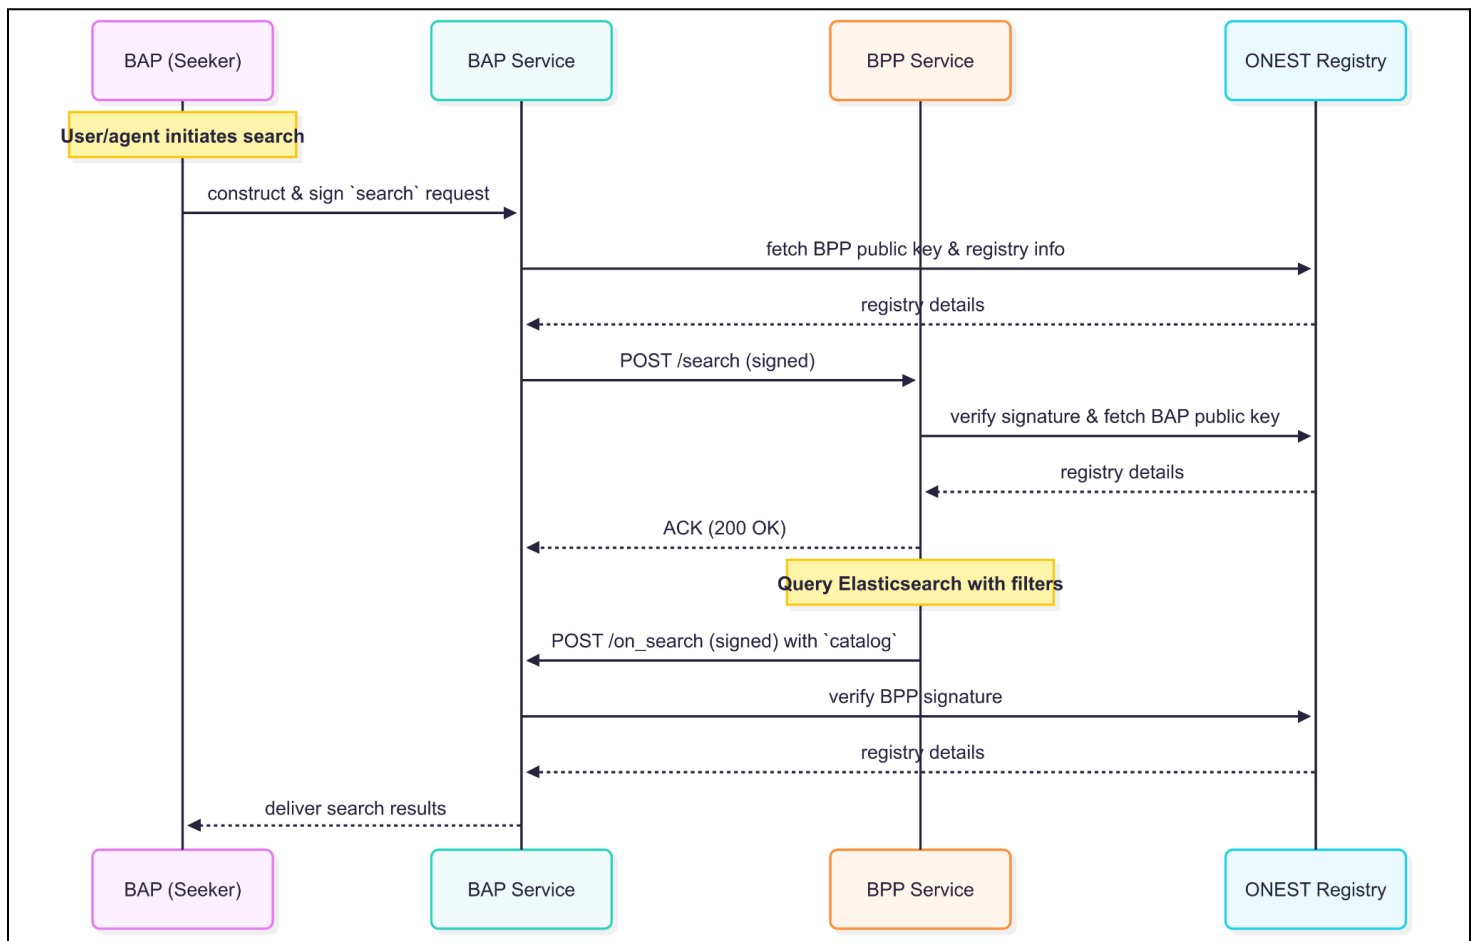 BAP (Seeker)
BAP Service
BPP Service
ONEST Registry
User/agent initiates search
construct & sign `search` request
fetch BPP public key & registry info
registry details
POST /search (signed)
verify signature & fetch BAP public key
registry details
ACK (200 OK)
Query Elasticsearch with filters
POST /on_search (signed) with `catalog`
verify BPP signature
registry details
deliver search results
BAP (Seeker)
BAP Service
BPP Service
ONEST Registry